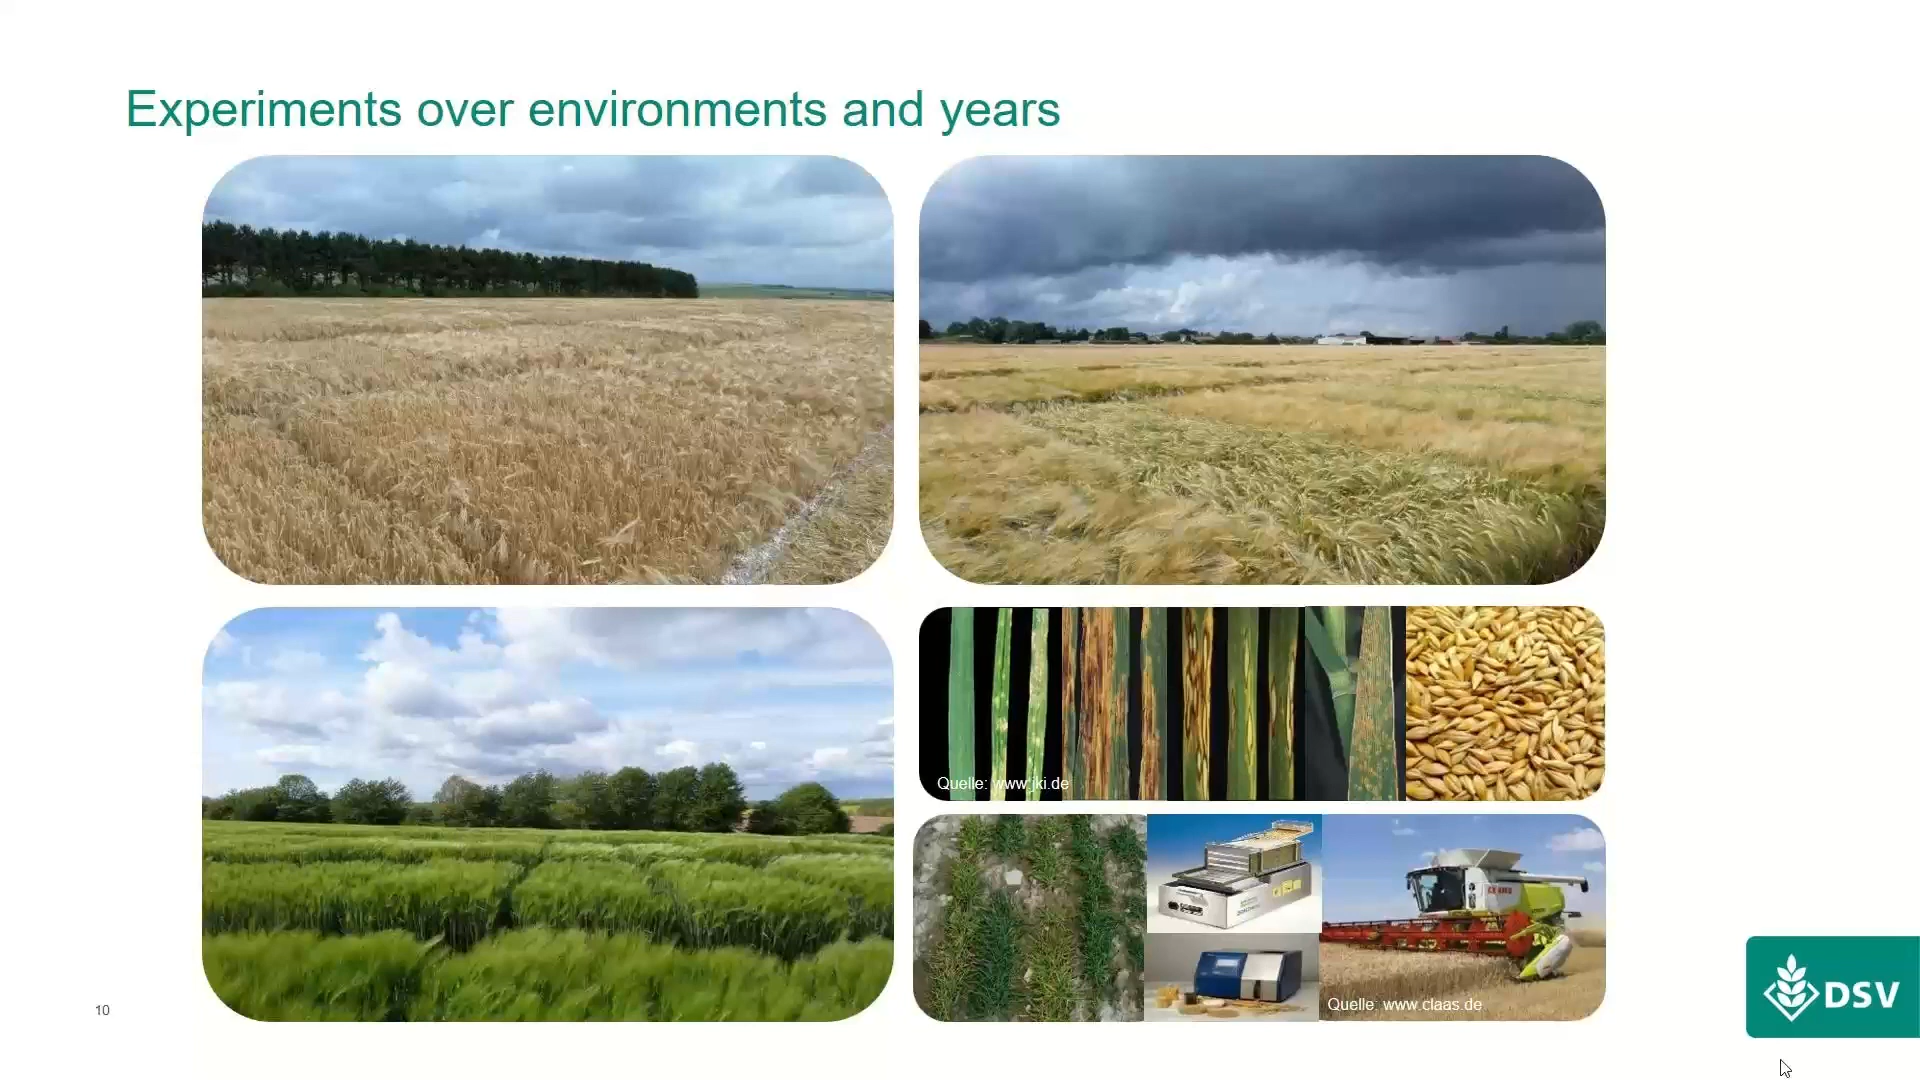 Experiments over environments and years
Quelle: www.jki.de
Quelle: www.claas.de
10
DSV